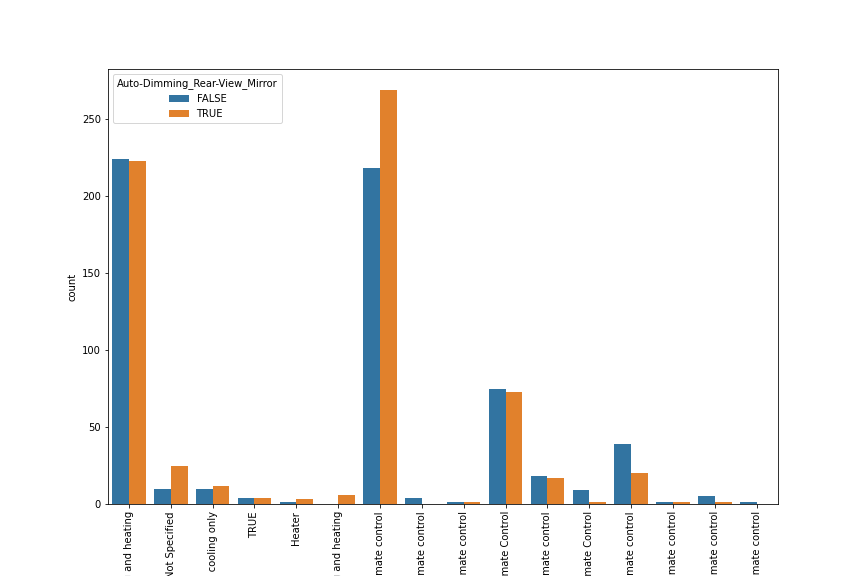 Auto-Dimming_Rear-View_Mirror
FALSE
TRUE
count
250
200
150
100
50
0
and heating
Not Specified
cooling only
TRUE
Heater
and heating
mate control
mate control
mate control
mate Control
mate control
mate Control
mate control
mate control
mate control
mate control